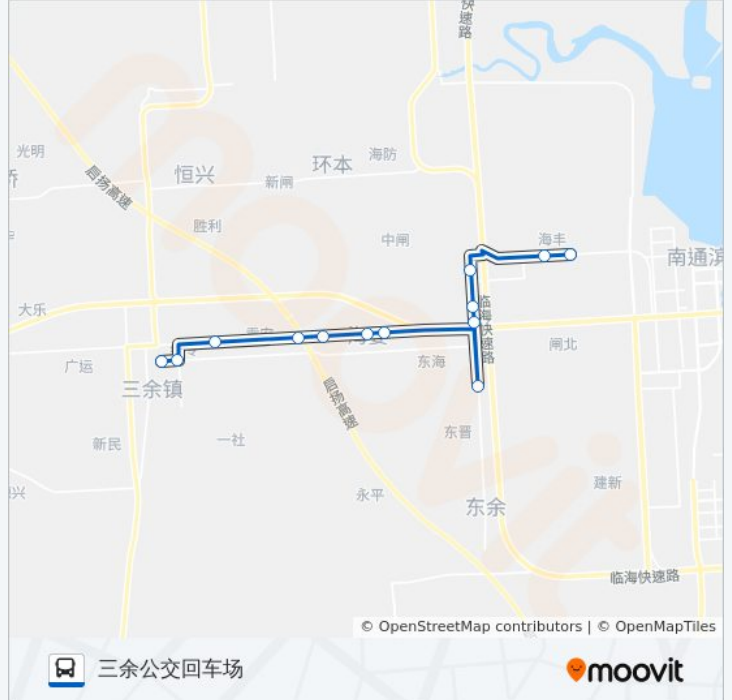 快速路
光明
环本
海防
恒兴
新闸
启扬高速
胜利
中闸
海丰
南通滨
大乐
临海快速路
广运
东海
闸北
三余镇
启扬高速
新民
一社
东晋
永平
建新
东余
临海快速路
© OpenStreetMap contributors | © OpenMapTiles
三余公交回车场
moovit